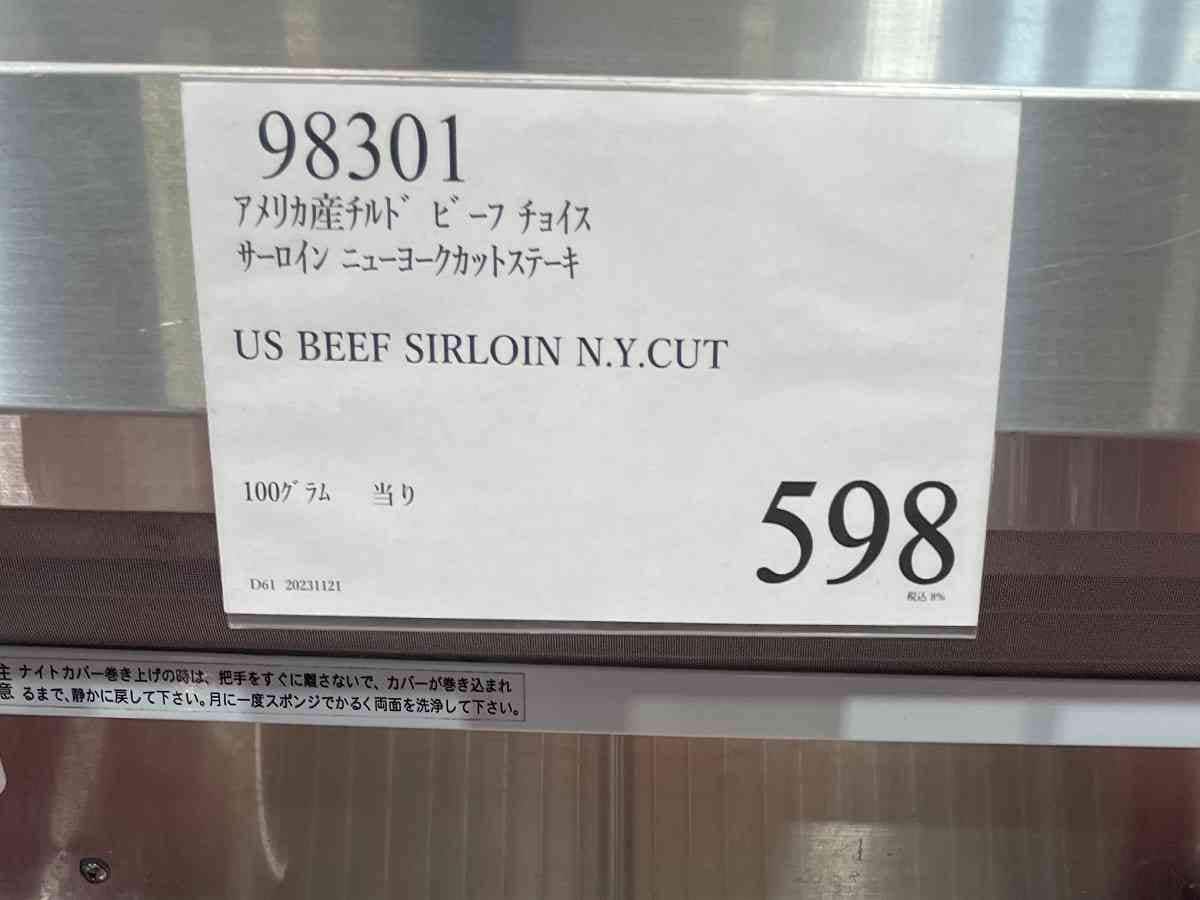 98301
アメリカ産チルド ビーフ チョイス
サーロイン ニューヨークカットステーキ
US BEEF SIRLOIN N.Y.CUT
100グラム 当り
598
税込 8%
D61 20231121
注意
ナイトカバー巻き上げの時は、把手をすぐに離さないで、カバーが巻き込まれ
るまで、静かに戻して下さい。月に一度スポンジでかるく両面を洗浄して下さい。